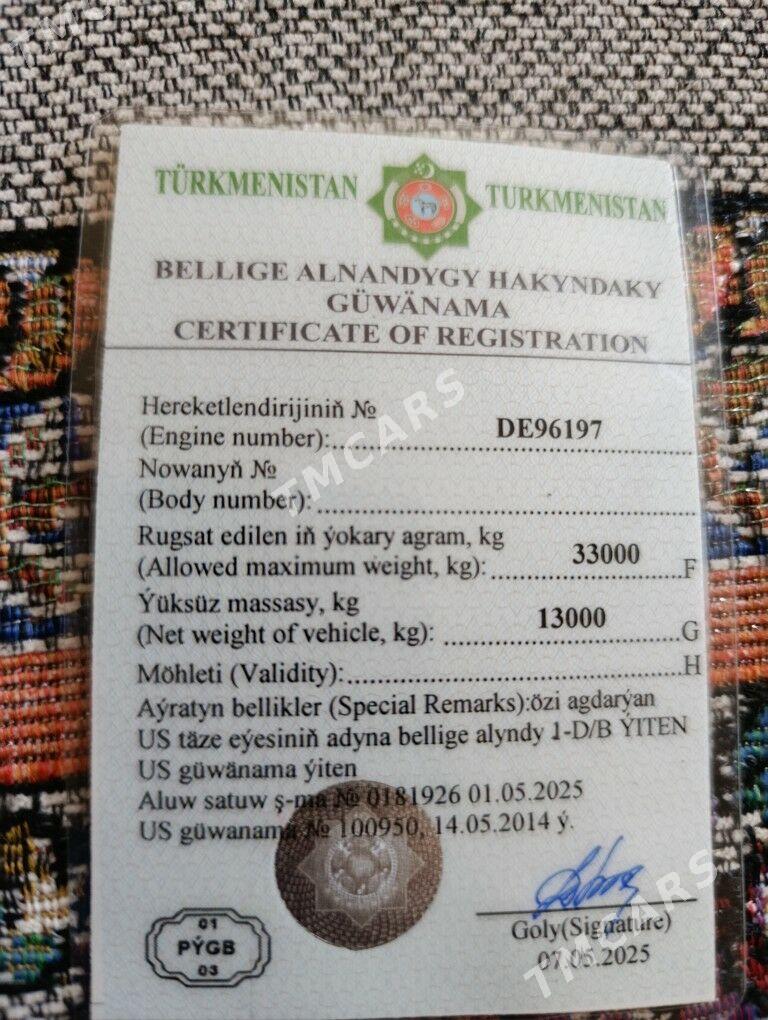 TÜRKMENISTAN TURKMENISTAN
BELLIGE ALNANDYGY HAKYNDAKY
GÜWÄNAMA
CERTIFICATE OF REGISTRATION
Hereketlendirijiniň №
(Engine number): DE96197
Nowanyň №
(Body number):
Rugsat edilen iň ýokary agram, kg
(Allowed maximum weight, kg): 33000 F
Ýüksüz massasy, kg
(Net weight of vehicle, kg): 13000 G
Möhleti (Validity): H
Aýratyn bellikler (Special Remarks):özi agdarýan
US täze eýesiniň adyna bellige alyndy 1-D/B ÝITEN
US güwänama ýiten
Aluw satuw ş-ma № 0181926 01.05.2025
US güwanama № 100950, 14.05.2014 ý.
Goly(Signature)
07.05.2025
01
PÝGB
03
TMCARS
TMCARS
TMCARS